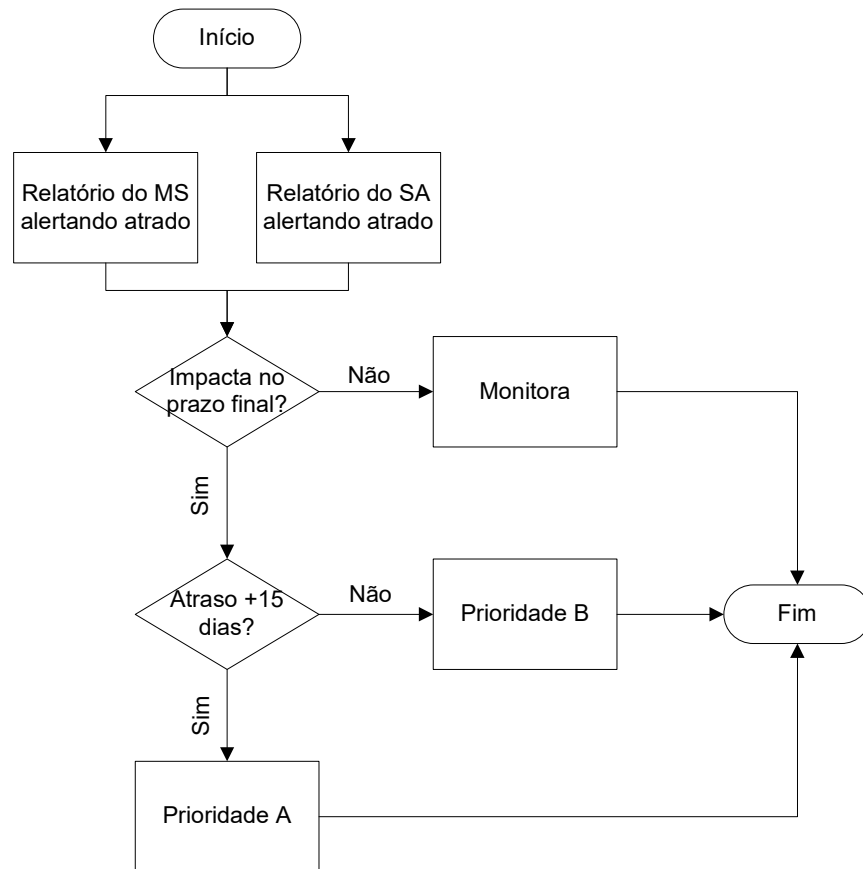 Início
Relatório do MS
alertando atrado
Relatório do SA
alertando atrado
Impacta no
prazo final?
Não
Monitora
Sim
Atraso +15
dias?
Não
Prioridade B
Fim
Sim
Prioridade A